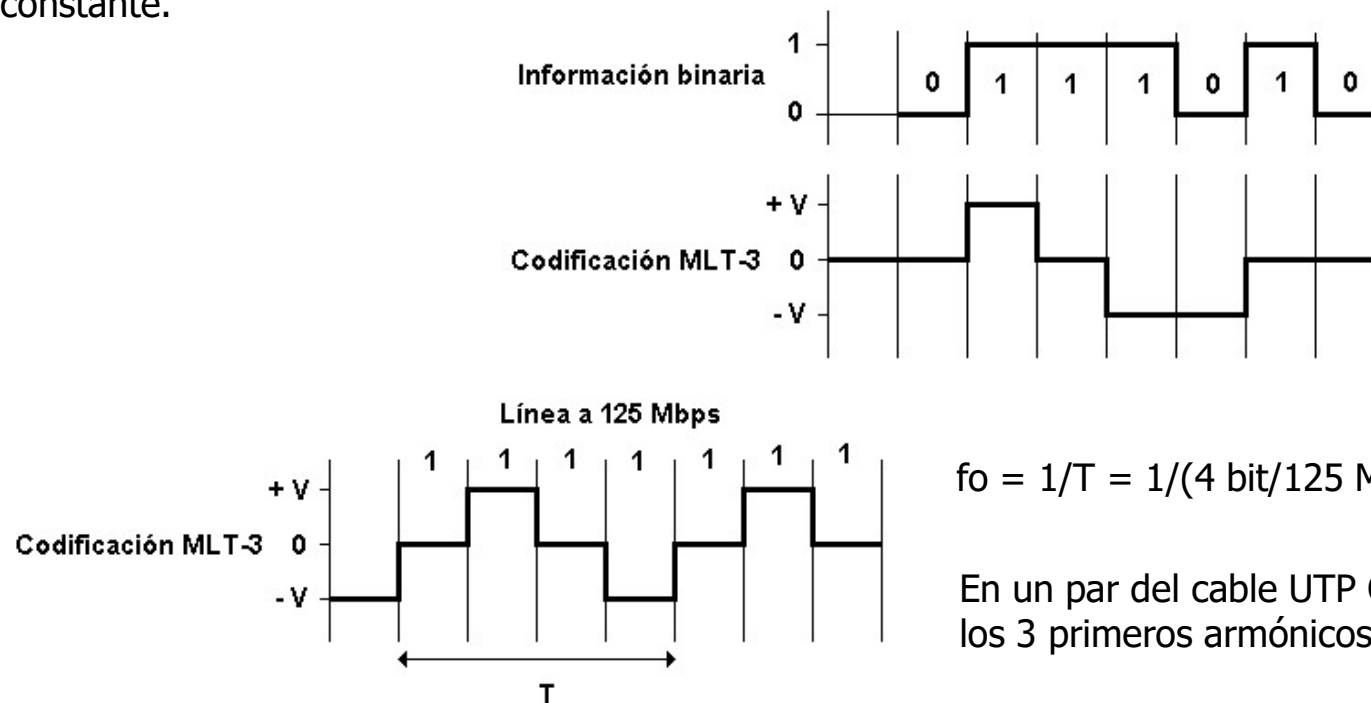 constante.
1
Información binaria
0 1 1 1 0 1 0
0
+ V
Codificación MLT-3 0
- V
Línea a 125 Mbps
1 1 1 1 1 1 1
+ V
Codificación MLT-3 0
- V
T
fo = 1/T = 1/(4 bit/125 M
En un par del cable UTP
los 3 primeros armónicos